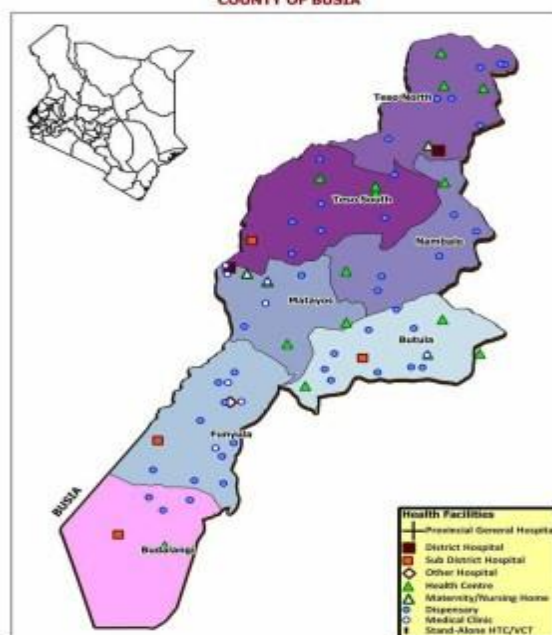 COUNTY OF BUSIA
Teso North
Teso South
Nambale
Matayos
Butula
Funyula
BUSIA
Budalangi
Health Facilities
Provincial General Hospital
District Hospital
Sub District Hospital
Other Hospital
Health Centre
Maternity/Nursing Home
Dispensary
Medical Clinic
Stand-Alone HTC/VCT